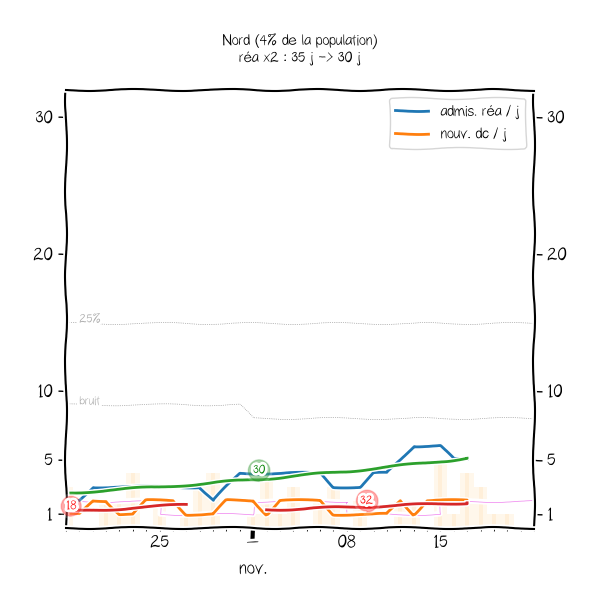 Nord (4% de la population)
réa x2 : 35 j -> 30 j
admis. réa / j
nouv. dc / j
30 30
20 20
25%
10 10
bruit
5 5
30
18 32
1 1
25 1 08 15
nov.